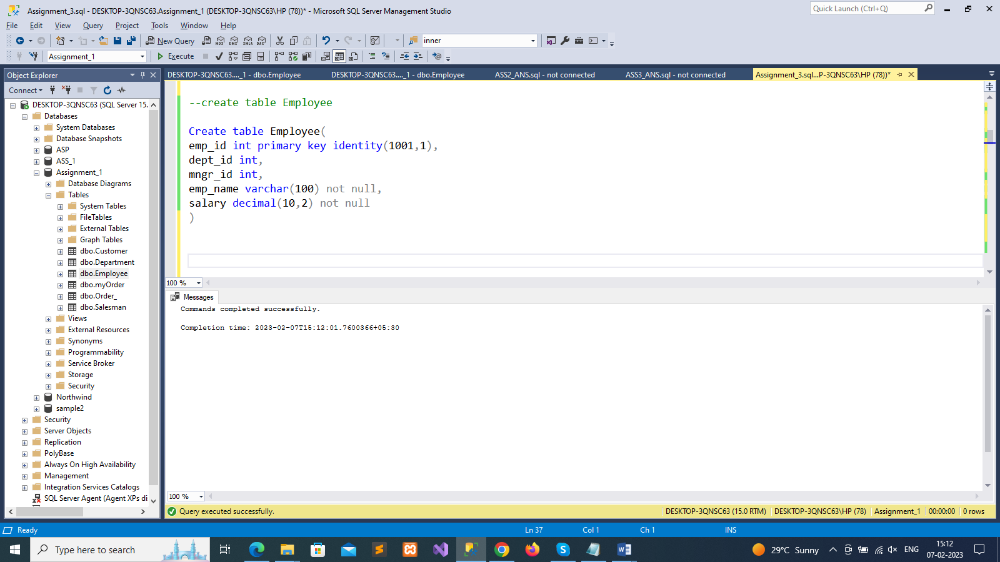 Assignment_3.sql - DESKTOP-3QNSC63.Assignment_1 (DESKTOP-3QNSC63\HP (78))* - Microsoft SQL Server Management Studio
Quick Launch (Ctrl+Q)
File Edit View Query Project Tools Window Help
New Query
MDX DMX XMLA DAX
inner
Assignment_1
Execute
Object Explorer
DESKTOP-3QNSC63...._1 - dbo.Employee
DESKTOP-3QNSC63...._1 - dbo.Employee
ASS2_ANS.sql - not connected
ASS3_ANS.sql - not connected
Assignment_3.sql...P-3QNSC63\HP (78))*
Connect
DESKTOP-3QNSC63 (SQL Server 15.
Databases
System Databases
Database Snapshots
ASP
ASS_1
Assignment_1
Database Diagrams
Tables
System Tables
FileTables
External Tables
Graph Tables
dbo.Customer
dbo.Department
dbo.Employee
dbo.myOrder
dbo.Order_
dbo.Salesman
Views
External Resources
Synonyms
Programmability
Service Broker
Storage
Security
Northwind
sample2
Security
Server Objects
Replication
PolyBase
Always On High Availability
Management
Integration Services Catalogs
SQL Server Agent (Agent XPs di
--create table Employee
Create table Employee(
emp_id int primary key identity(1001,1),
dept_id int,
mngr_id int,
emp_name varchar(100) not null,
salary decimal(10,2) not null
)
100 %
Messages
Commands completed successfully.
Completion time: 2023-02-07T15:12:01.7600366+05:30
100 %
Query executed successfully.
DESKTOP-3QNSC63 (15.0 RTM)
DESKTOP-3QNSC63\HP (78)
Assignment_1
00:00:00
0 rows
Ready
Ln 37
Col 1
Ch 1
INS
Type here to search
29°C Sunny
ENG
15:12
07-02-2023